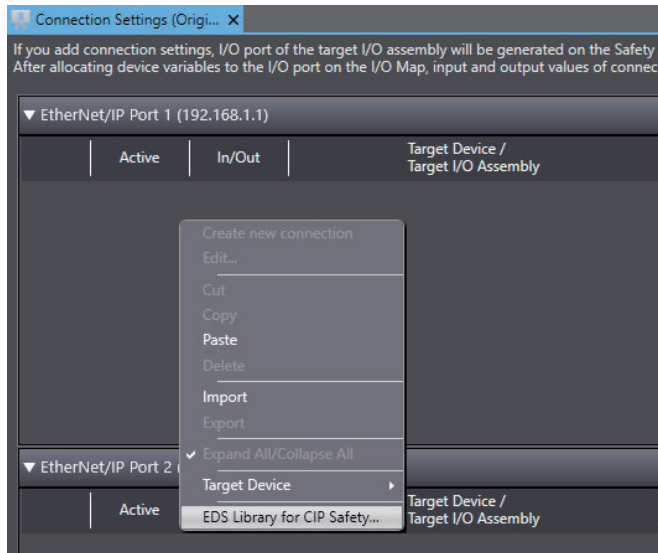 Connection Settings (Origi...
If you add connection settings, I/O port of the target I/O assembly will be generated on the Safety
After allocating device variables to the I/O port on the I/O Map, input and output values of connec
EtherNet/IP Port 1 (192.168.1.1)
Active In/Out Target Device /
Target I/O Assembly
Create new connection
Edit...
Cut
Copy
Paste
Delete
Import
Export
Expand All/Collapse All
EtherNet/IP Port 2 (
Target Device
Active Target Device /
EDS Library for CIP Safety... Target I/O Assembly